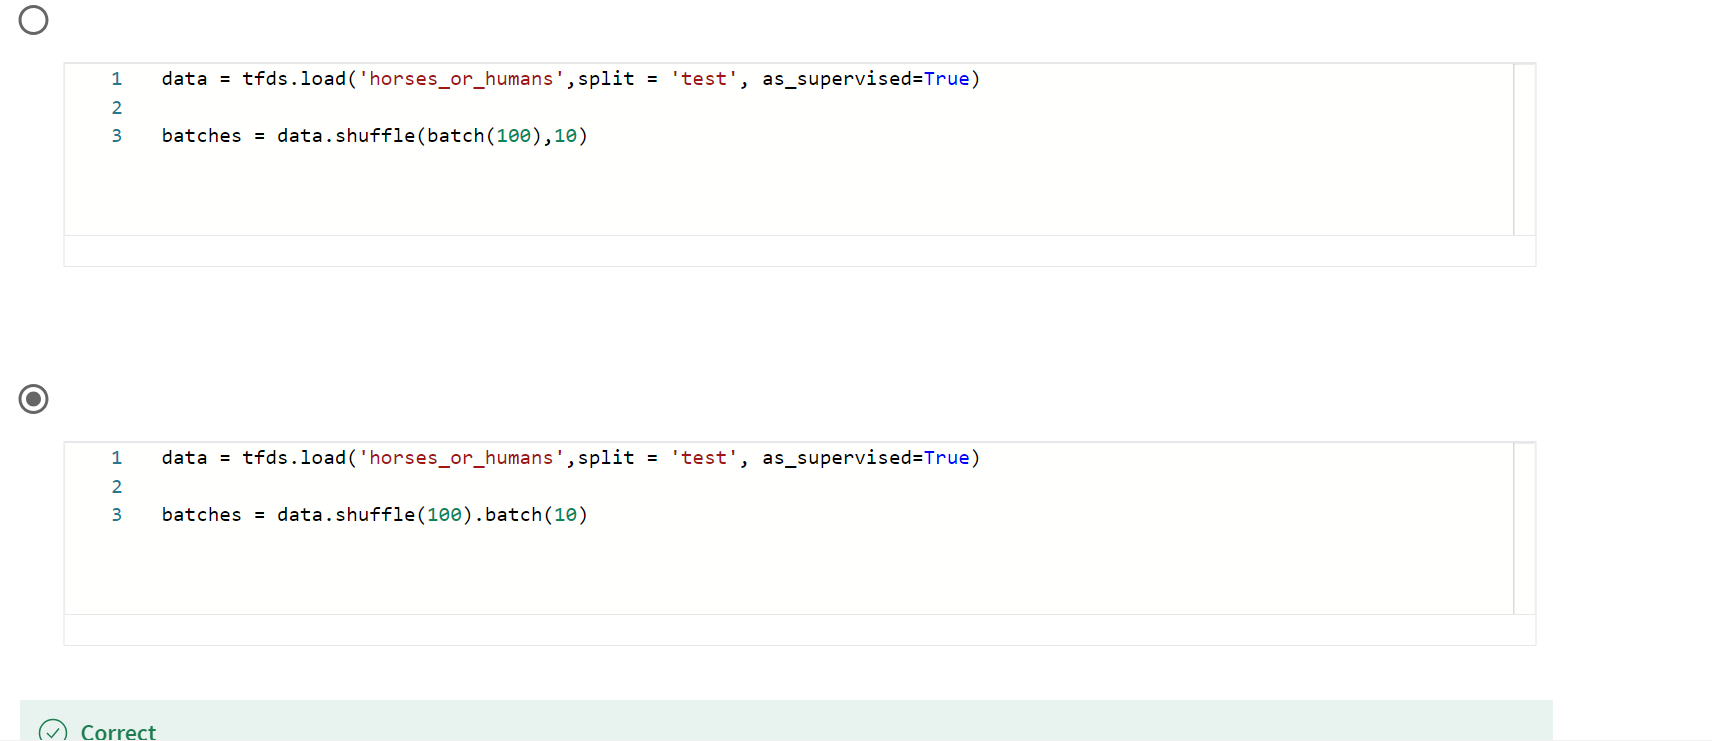 1 data = tfds.load('horses_or_humans',split = 'test', as_supervised=True)
2
3 batches = data.shuffle(batch(100),10)
1 data = tfds.load('horses_or_humans',split = 'test', as_supervised=True)
2
3 batches = data.shuffle(100).batch(10)
Correct